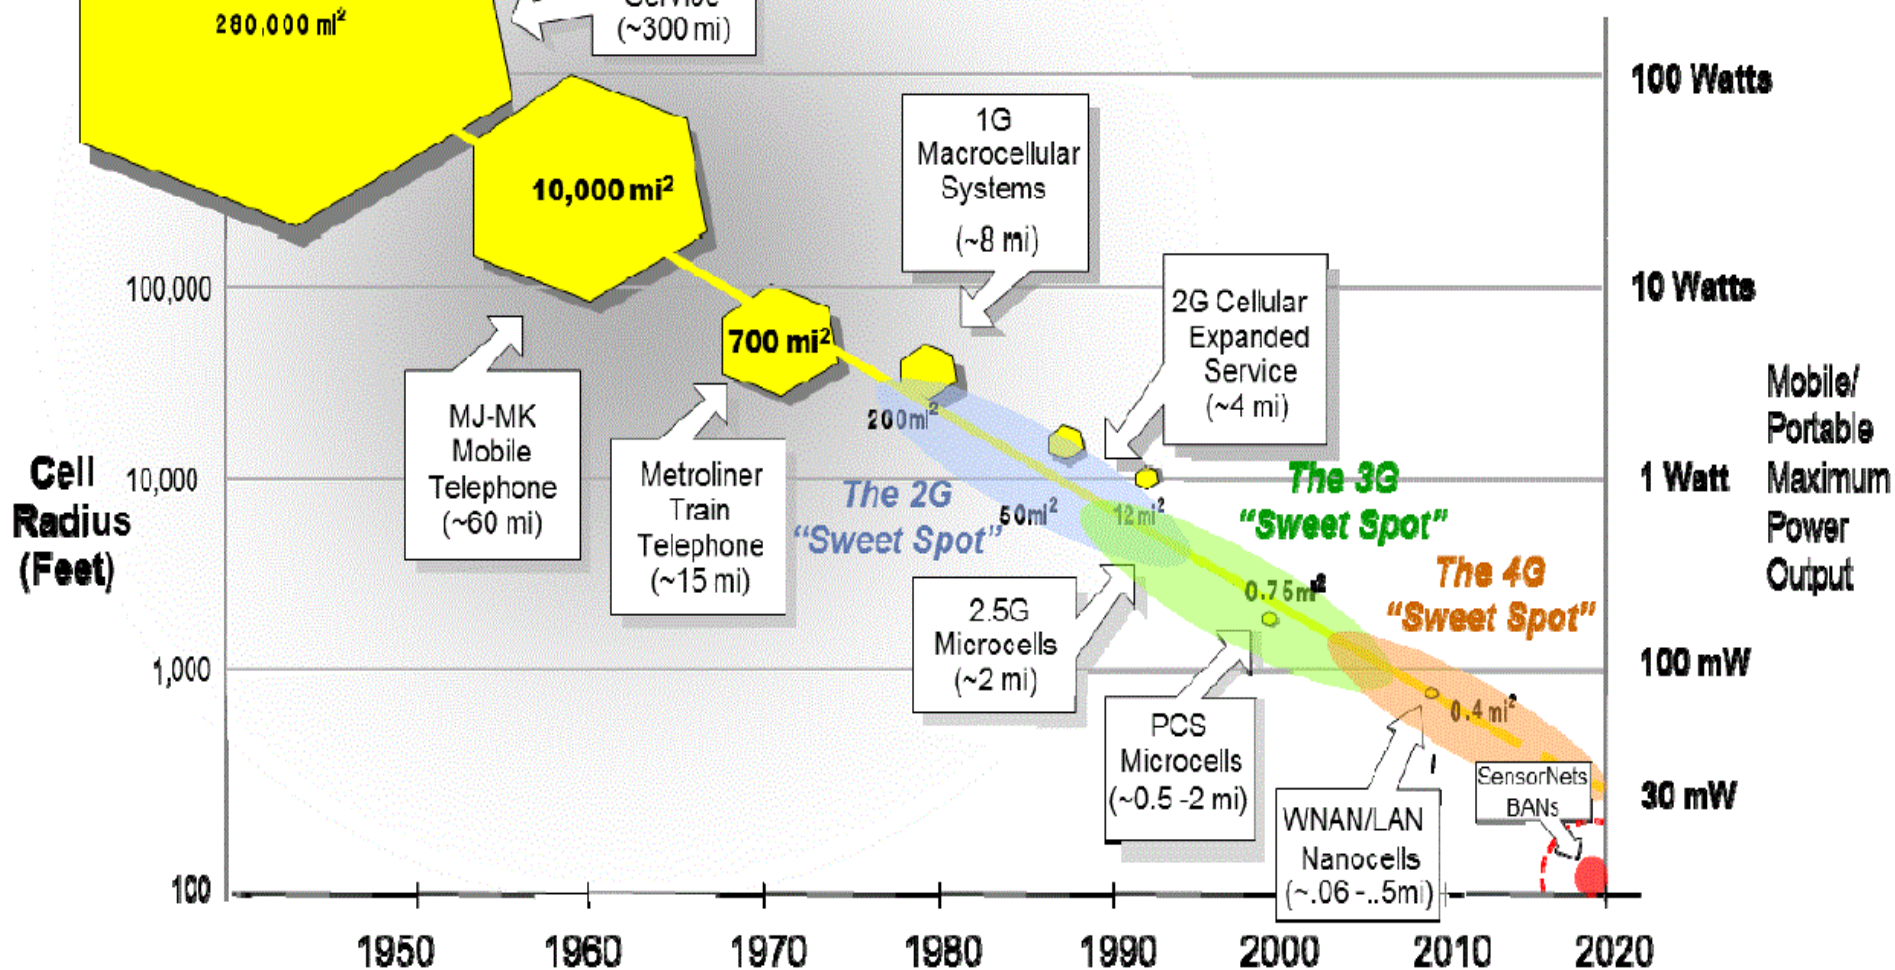 280,000 mi²
Service
(~300 mi)
100 Watts
10,000 mi²
1G
Macrocellular
Systems
(~8 mi)
100,000
10 Watts
700 mi²
2G Cellular
Expanded
Service
(~4 mi)
MJ-MK
Mobile
Telephone
(~60 mi)
Metroliner
Train
Telephone
(~15 mi)
200mi²
Cell
Radius
(Feet)
10,000
The 2G
"Sweet Spot"
50mi²
12mi²
The 3G
"Sweet Spot"
1 Watt
Mobile/
Portable
Maximum
Power
Output
The 4G
"Sweet Spot"
2.5G
Microcells
(~2 mi)
0.75mi²
1,000
100 mW
PCS
Microcells
(~0.5 -2 mi)
0.4 mi²
SensorNets
BANs
30 mW
WNAN/LAN
Nanocells
(~.06 -..5mi)
100
1950
1960
1970
1980
1990
2000
2010
2020